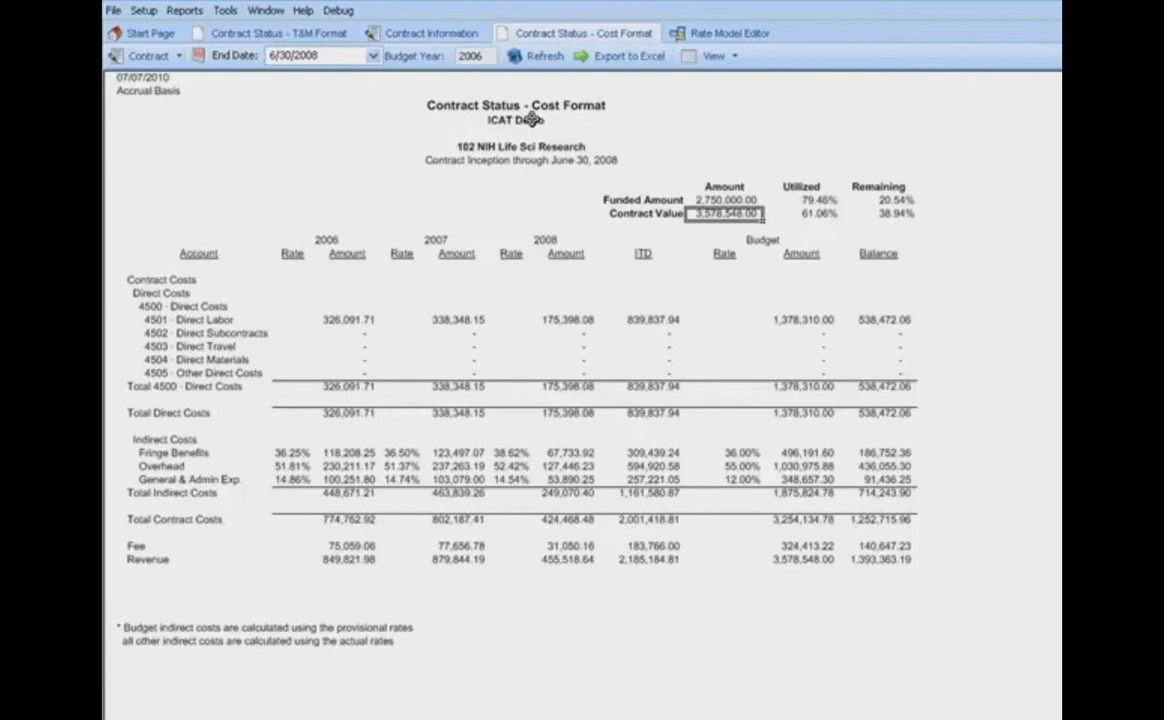 File Setup Reports Tools Window Help Debug
Start Page Contract Status - T&M Format Contract Information Contract Status - Cost Format Rate Model Editor
Contract End Date: 6/30/2008 Budget Year: 2006 Refresh Export to Excel View
07/07/2010
Accrual Basis
Contract Status - Cost Format
ICAT
102 NIH Life Sci Research
Contract Inception through June 30, 2008
Amount Utilized Remaining
Funded Amount 2,750,000.00 79.46% 20.54%
Contract Value 3,578,548.00 61.06% 38.94%
2006 2007 2008 Budget
Account Rate Amount Rate Amount Rate Amount ITD Rate Amount Balance
Contract Costs
Direct Costs
4500 · Direct Costs
4501 · Direct Labor 326,091.71 338,348.15 175,398.08 839,837.94 1,378,310.00 538,472.06
4502 · Direct Subcontracts - - - - - -
4503 · Direct Travel - - - - - -
4504 · Direct Materials - - - - - -
4505 · Other Direct Costs - - - - - -
Total 4500 · Direct Costs 326,091.71 338,348.15 175,398.08 839,837.94 1,378,310.00 538,472.06
Total Direct Costs 326,091.71 338,348.15 175,398.08 839,837.94 1,378,310.00 538,472.06
Indirect Costs
Fringe Benefits 36.25% 118,208.25 36.50% 123,497.07 38.62% 67,733.92 309,439.24 36.00% 496,191.60 186,752.36
Overhead 51.81% 230,211.17 51.37% 237,263.19 52.42% 127,446.23 594,920.58 55.00% 1,030,975.88 436,055.30
General & Admin Exp. 14.86% 100,251.80 14.74% 103,079.00 14.54% 53,890.25 257,221.05 12.00% 348,657.30 91,436.25
Total Indirect Costs 448,671.21 463,839.26 249,070.40 1,161,580.87 1,875,824.78 714,243.90
Total Contract Costs 774,762.92 802,187.41 424,468.48 2,001,418.81 3,254,134.78 1,252,715.96
Fee 75,059.06 77,656.78 31,050.16 183,766.00 324,413.22 140,647.23
Revenue 849,821.98 879,844.19 455,518.64 2,185,184.81 3,578,548.00 1,393,363.19
* Budget indirect costs are calculated using the provisional rates
all other indirect costs are calculated using the actual rates